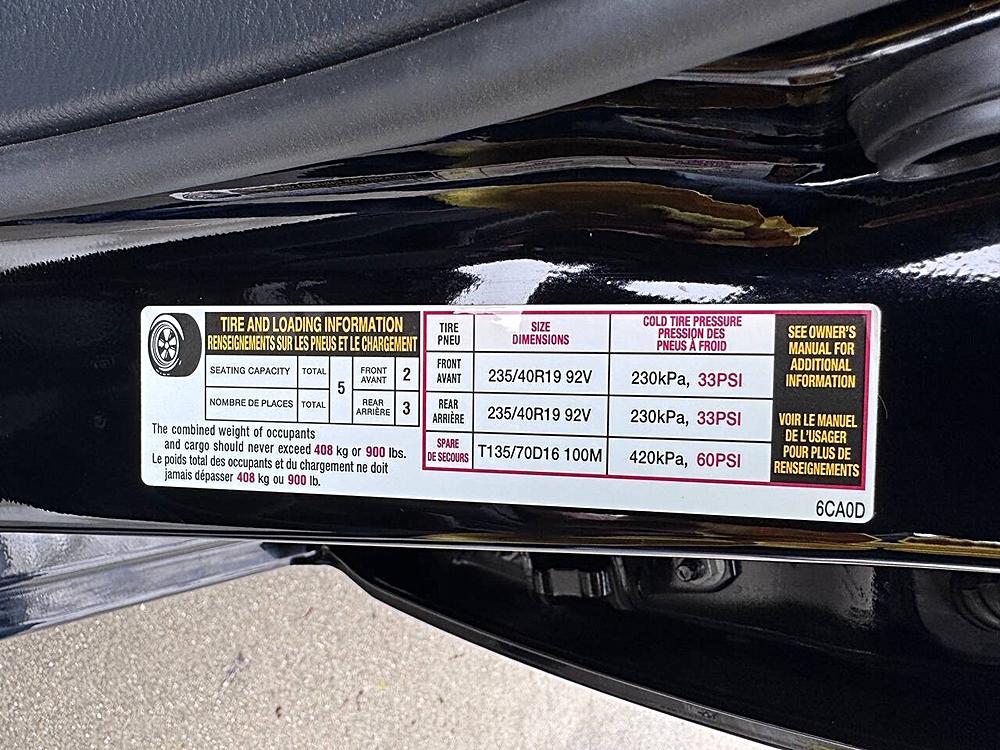 TIRE AND LOADING INFORMATION
RENSEIGNEMENTS SUR LES PNEUS ET LE CHARGEMENT
SEATING CAPACITY TOTAL 5 FRONT AVANT 2
NOMBRE DE PLACES TOTAL REAR ARRIÈRE 3
The combined weight of occupants
and cargo should never exceed 408 kg or 900 lbs.
Le poids total des occupants et du chargement ne doit
jamais dépasser 408 kg ou 900 lb.
TIRE PNEU SIZE DIMENSIONS COLD TIRE PRESSURE PRESSION DES PNEUS À FROID
FRONT AVANT 235/40R19 92V 230kPa, 33PSI
REAR ARRIÈRE 235/40R19 92V 230kPa, 33PSI
SPARE DE SECOURS T135/70D16 100M 420kPa, 60PSI
SEE OWNER'S
MANUAL FOR
ADDITIONAL
INFORMATION
VOIR LE MANUEL
DE L'USAGER
POUR PLUS DE
RENSEIGNEMENTS
6CA0D